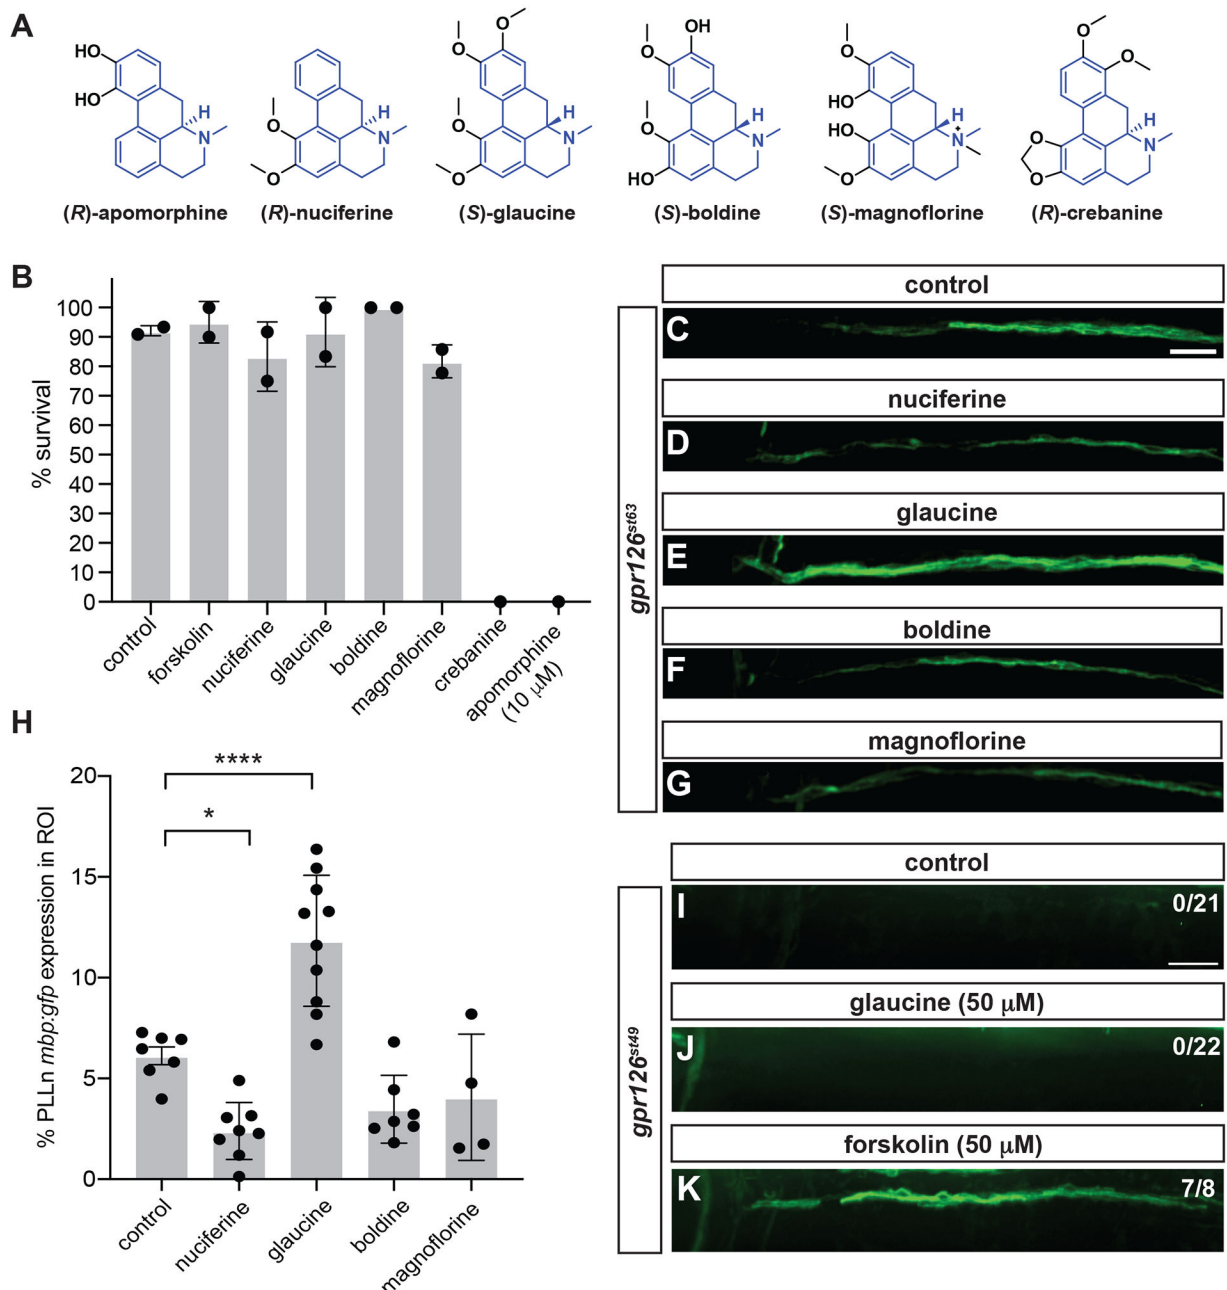 A
HO
HO
H
N
O
O
H
N
O
O
O
O
H
N
OH
O
O
HO
H
N
O
HO
HO
O
H
N
+
O
O
O
O
H
N
(R)-apomorphine
(R)-nuciferine
(S)-glaucine
(S)-boldine
(S)-magnoflorine
(R)-crebanine
B
% survival
100
90
80
70
60
50
40
30
20
10
0
control
forskolin
nuciferine
glaucine
boldine
magnoflorine
crebanine
apomorphine
(10 μM)
gpr126st63
control
C
nuciferine
D
glaucine
E
boldine
F
magnoflorine
G
H
% PLLn mbp:gfp expression in ROI
20
15
10
5
0
****
*
control
nuciferine
glaucine
boldine
magnoflorine
gpr126st49
control
I
0/21
glaucine (50 μM)
J
0/22
forskolin (50 μM)
K
7/8